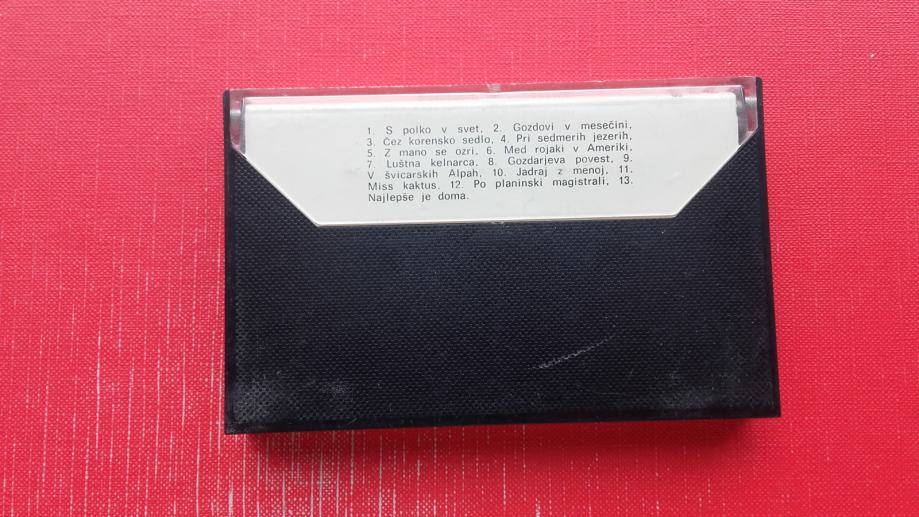 1. S polko v svet, 2. Gozdovi v mesečini,
3. Čez korensko sedlo, 4. Pri sedmerih jezerih,
5. Z mano se ozri, 6. Med rojaki v Ameriki,
7. Luštna kelnarca, 8. Gozdarjeva povest, 9.
V švicarskih Alpah, 10. Jadraj z menoj, 11.
Miss kaktus, 12. Po planinski magistrali, 13.
Najlepše je doma.